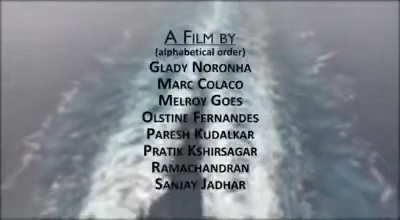 A FILM BY
(alphabetical order)
GLADY NORONHA
MARC COLACO
MELROY GOES
OLSTINE FERNANDES
PARESH KUDALKAR
PRATIK KSHIRSAGAR
RAMACHANDRAN
SANJAY JADHAR